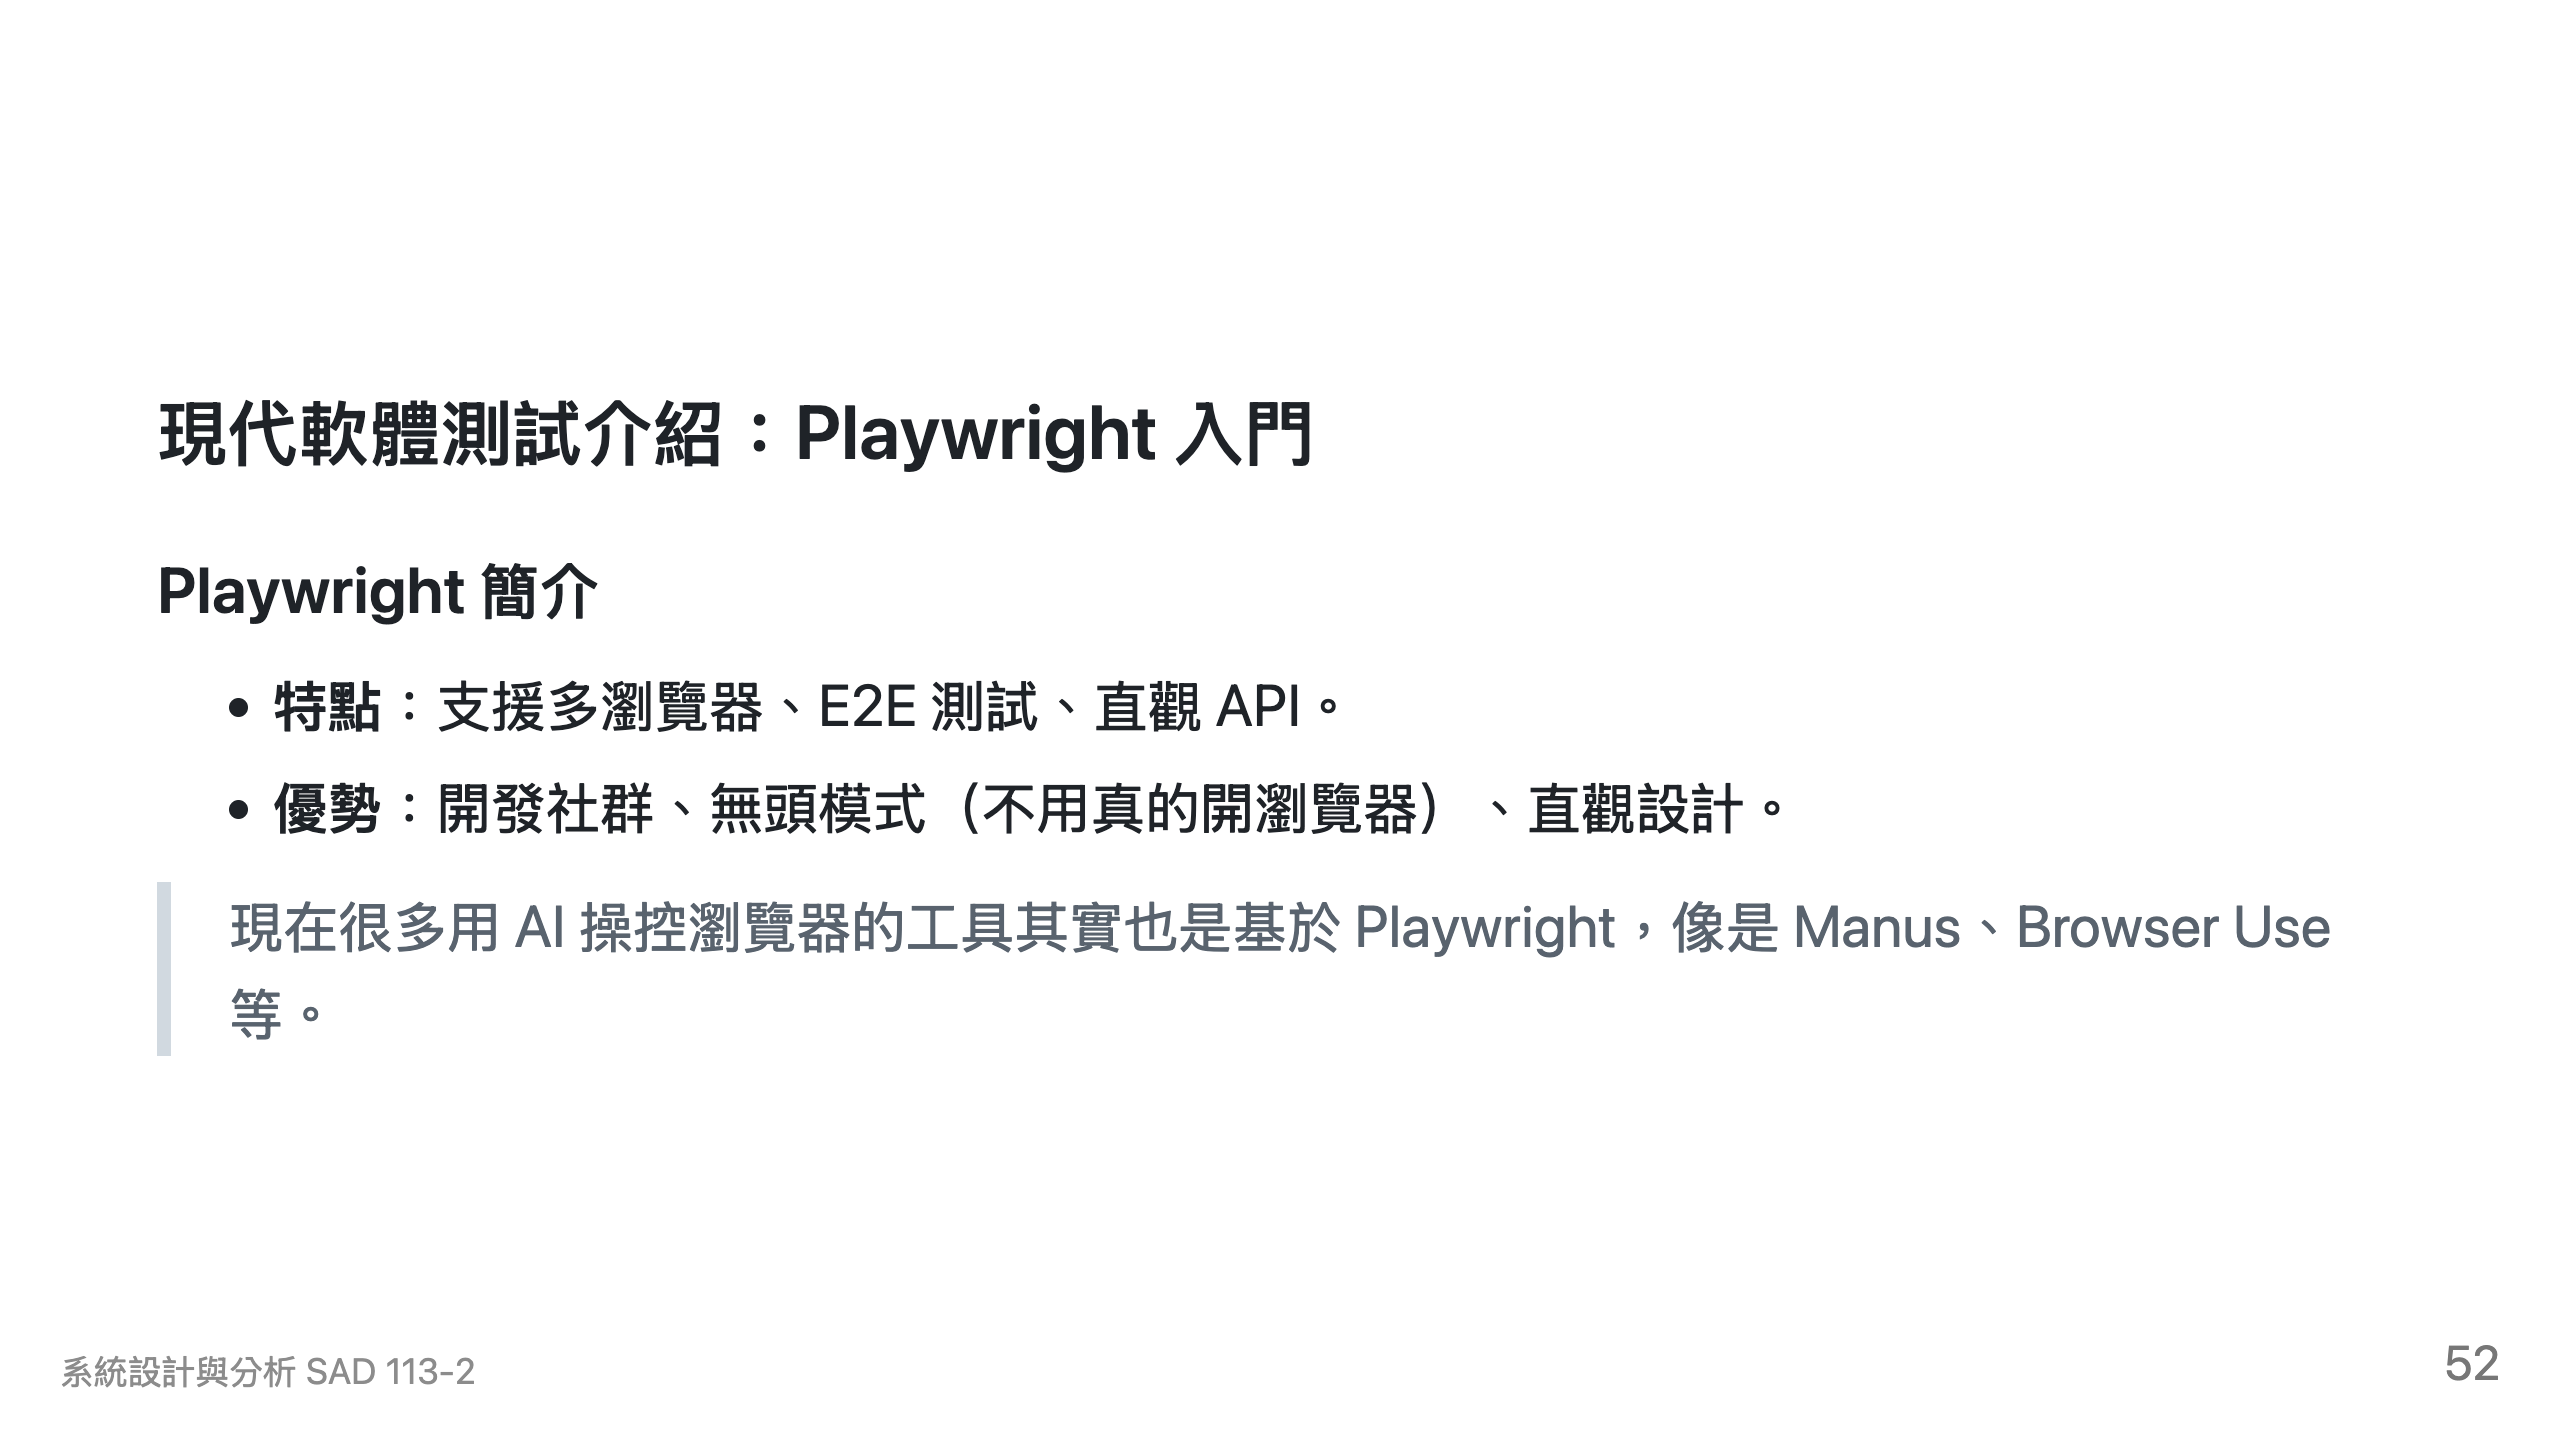 現代軟體測試介紹：Playwright 入門
Playwright 簡介
• 特點：支援多瀏覽器、E2E 測試、直觀 API。
• 優勢：開發社群、無頭模式（不用真的開瀏覽器）、直觀設計。
現在很多用 AI 操控瀏覽器的工具其實也是基於 Playwright，像是 Manus、Browser Use
等。
系統設計與分析 SAD 113-2
52